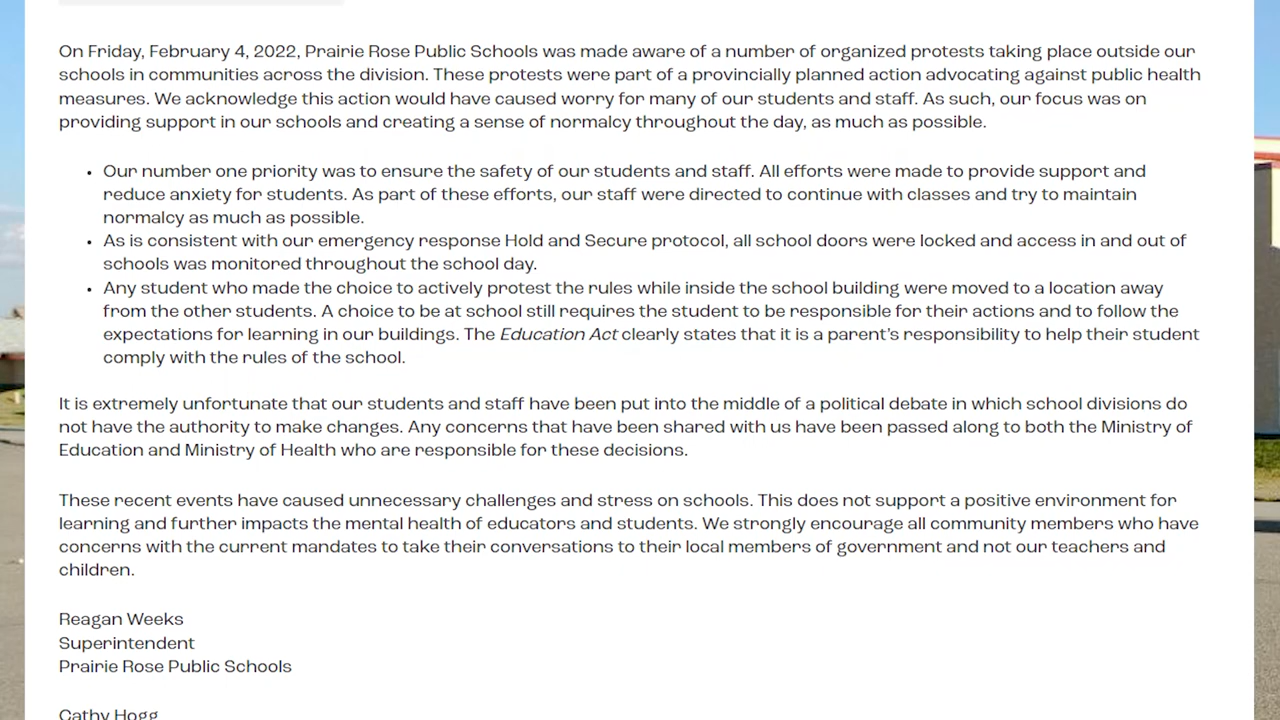 On Friday, February 4, 2022, Prairie Rose Public Schools was made aware of a number of organized protests taking place outside our
schools in communities across the division. These protests were part of a provincially planned action advocating against public health
measures. We acknowledge this action would have caused worry for many of our students and staff. As such, our focus was on
providing support in our schools and creating a sense of normalcy throughout the day, as much as possible.
• Our number one priority was to ensure the safety of our students and staff. All efforts were made to provide support and
reduce anxiety for students. As part of these efforts, our staff were directed to continue with classes and try to maintain
normalcy as much as possible.
• As is consistent with our emergency response Hold and Secure protocol, all school doors were locked and access in and out of
schools was monitored throughout the school day.
• Any student who made the choice to actively protest the rules while inside the school building were moved to a location away
from the other students. A choice to be at school still requires the student to be responsible for their actions and to follow the
expectations for learning in our buildings. The Education Act clearly states that it is a parent's responsibility to help their student
comply with the rules of the school.
It is extremely unfortunate that our students and staff have been put into the middle of a political debate in which school divisions do
not have the authority to make changes. Any concerns that have been shared with us have been passed along to both the Ministry of
Education and Ministry of Health who are responsible for these decisions.
These recent events have caused unnecessary challenges and stress on schools. This does not support a positive environment for
learning and further impacts the mental health of educators and students. We strongly encourage all community members who have
concerns with the current mandates to take their conversations to their local members of government and not our teachers and
children.
Reagan Weeks
Superintendent
Prairie Rose Public Schools
Cathy Hogg